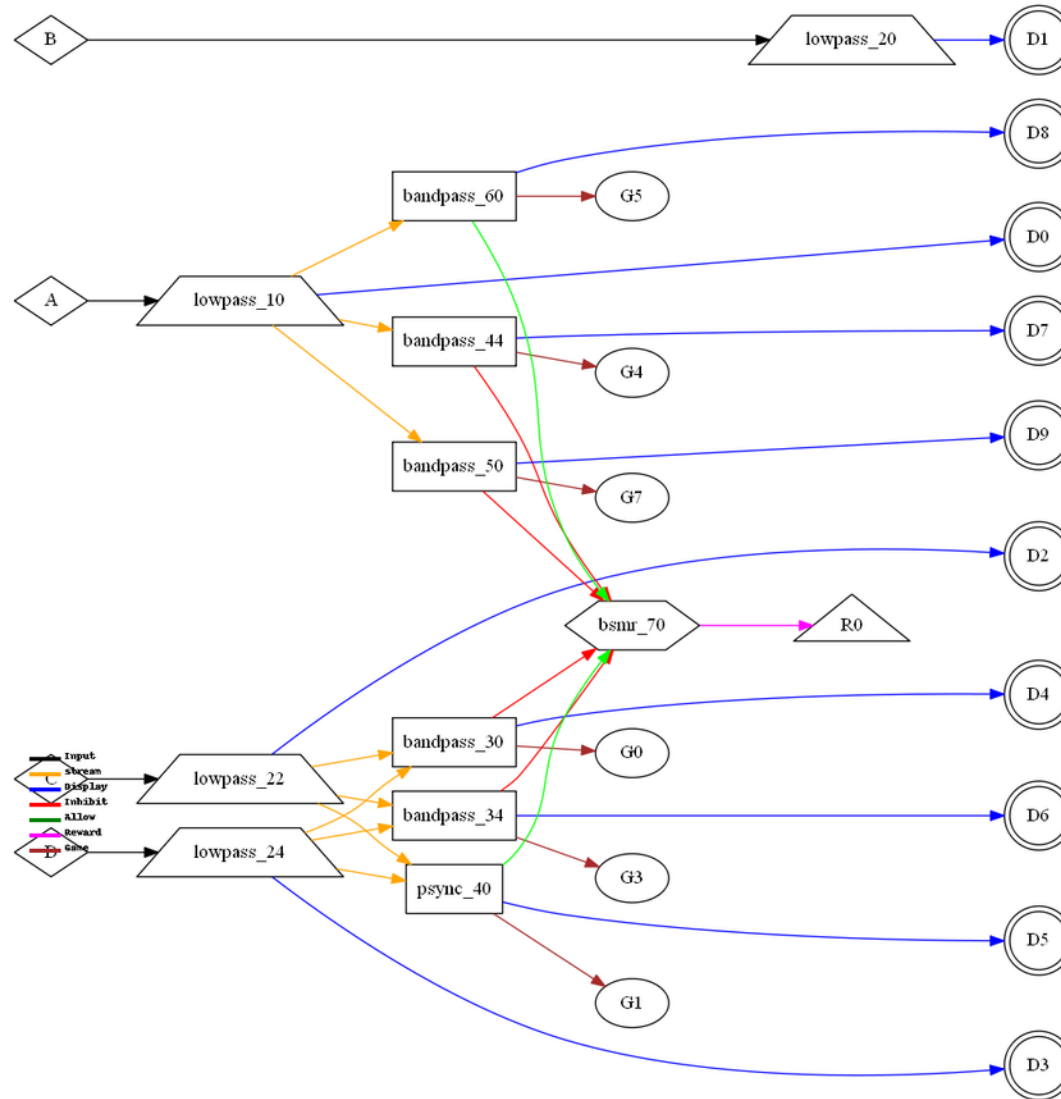 B
lowpass_20
D1
D8
bandpass_60
G5
D0
A
lowpass_10
bandpass_44
D7
G4
D9
bandpass_50
G7
D2
bsmr_70
R0
D4
bandpass_30
G0
Input
stream
C
lowpass_22
Display
Inhibit
bandpass_34
D6
Allow
Reward
D
Game
lowpass_24
G3
psync_40
D5
G1
D3